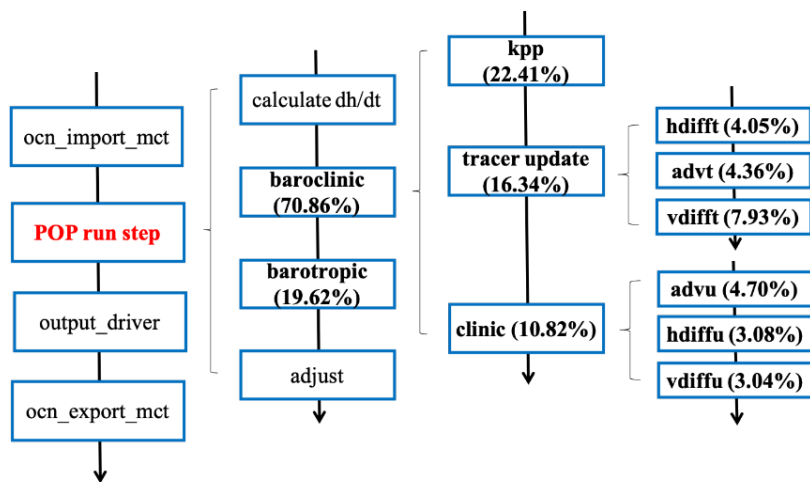 ocn_import_mct
POP run step
output_driver
ocn_export_mct
calculate dh/dt
baroclinic
(70.86%)
barotropic
(19.62%)
adjust
kpp
(22.41%)
tracer update
(16.34%)
clinic (10.82%)
hdifft (4.05%)
advt (4.36%)
vdifft (7.93%)
advu (4.70%)
hdiffu (3.08%)
vdiffu (3.04%)